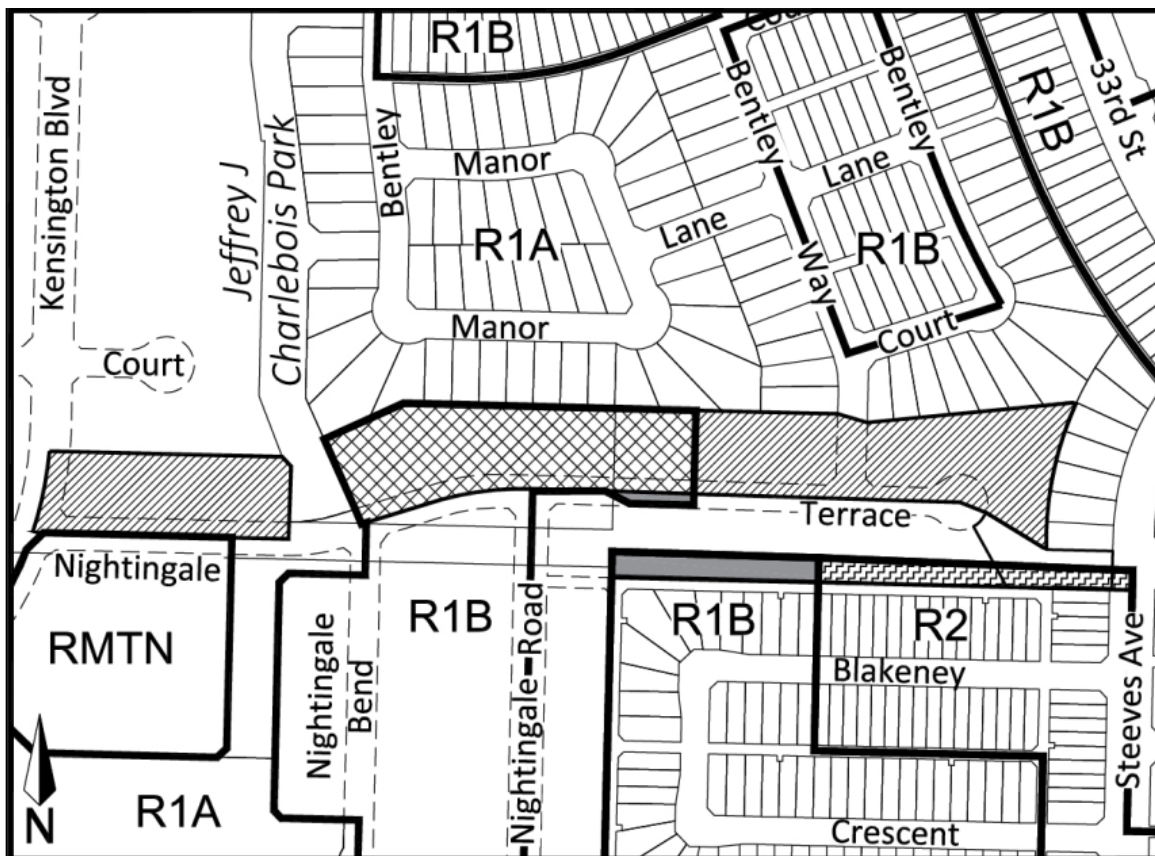 R1B
Cou
Kensington Blvd
Jeffrey J
Charlebois Park
Bentley
Manor
R1A
Manor
Bentley
Way
Lane
Lane
Bentley
R1B
Court
R1B
33rd St
Court
Terrace
Nightingale
RMTN
Nightingale
Bend
R1B
Nightingale Road
R1B
R2
Blakeney
Steeves Ave
R1A
Crescent
N